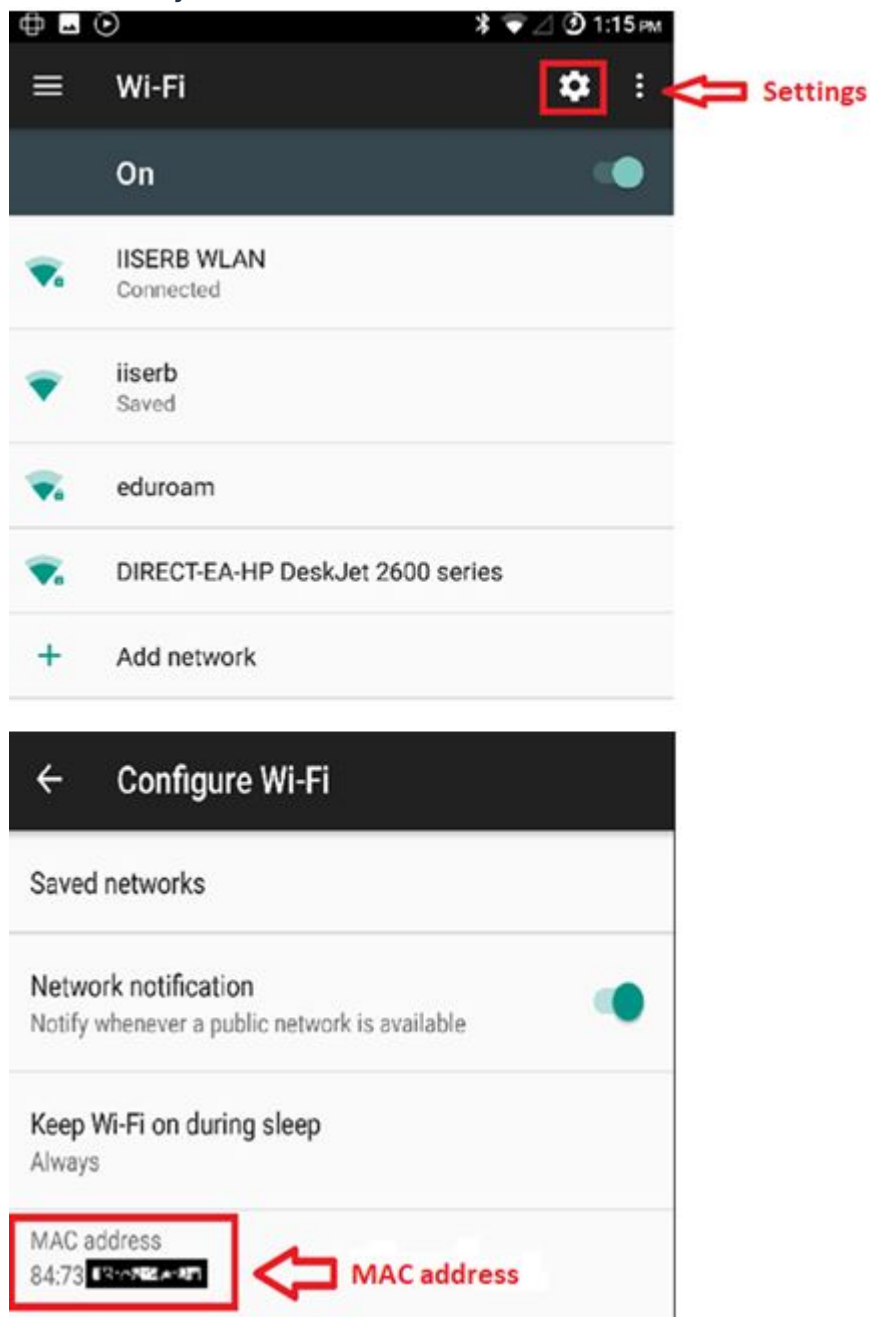 1:15 PM
Wi-Fi
Settings
On
IISERB WLAN
Connected
iiserb
Saved
eduroam
DIRECT-EA-HP DeskJet 2600 series
Add network
Configure Wi-Fi
Saved networks
Network notification
Notify whenever a public network is available
Keep Wi-Fi on during sleep
Always
MAC address
84:73
MAC address